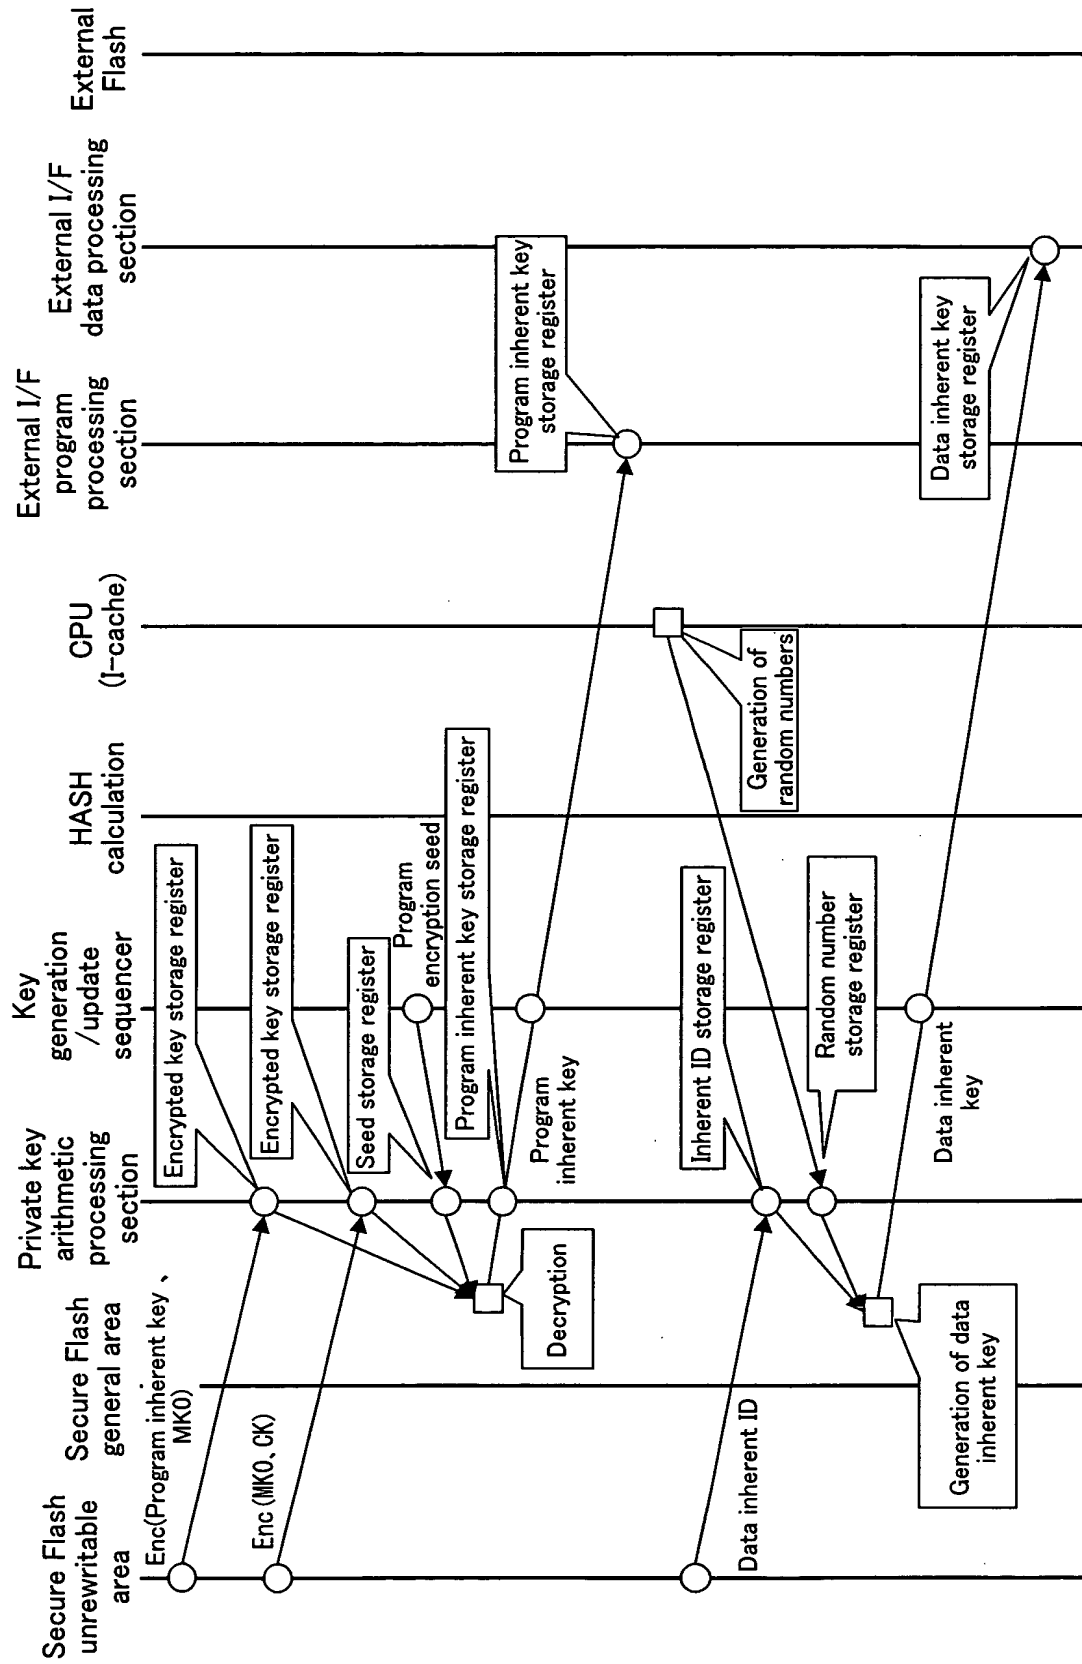 Secure Flash
unrewritable
area
Secure Flash
general area
Private key
arithmetic
processing
section
Key
generation
/update
sequencer
HASH
calculation
CPU
(I-cache)
External I/F
program
processing
section
External I/F
data processing
section
External
Flash
Enc(Program inherent key、
MK0)
Encrypted key storage register
Enc(MK0、CK)
Encrypted key storage register
Seed storage register
Program
encryption seed
Program inherent key storage register
Decryption
Program
inherent key
Program inherent key
storage register
Generation of
random numbers
Data inherent ID
Inherent ID storage register
Random number
storage register
Generation of data
inherent key
Data inherent
key
Data inherent key
storage register